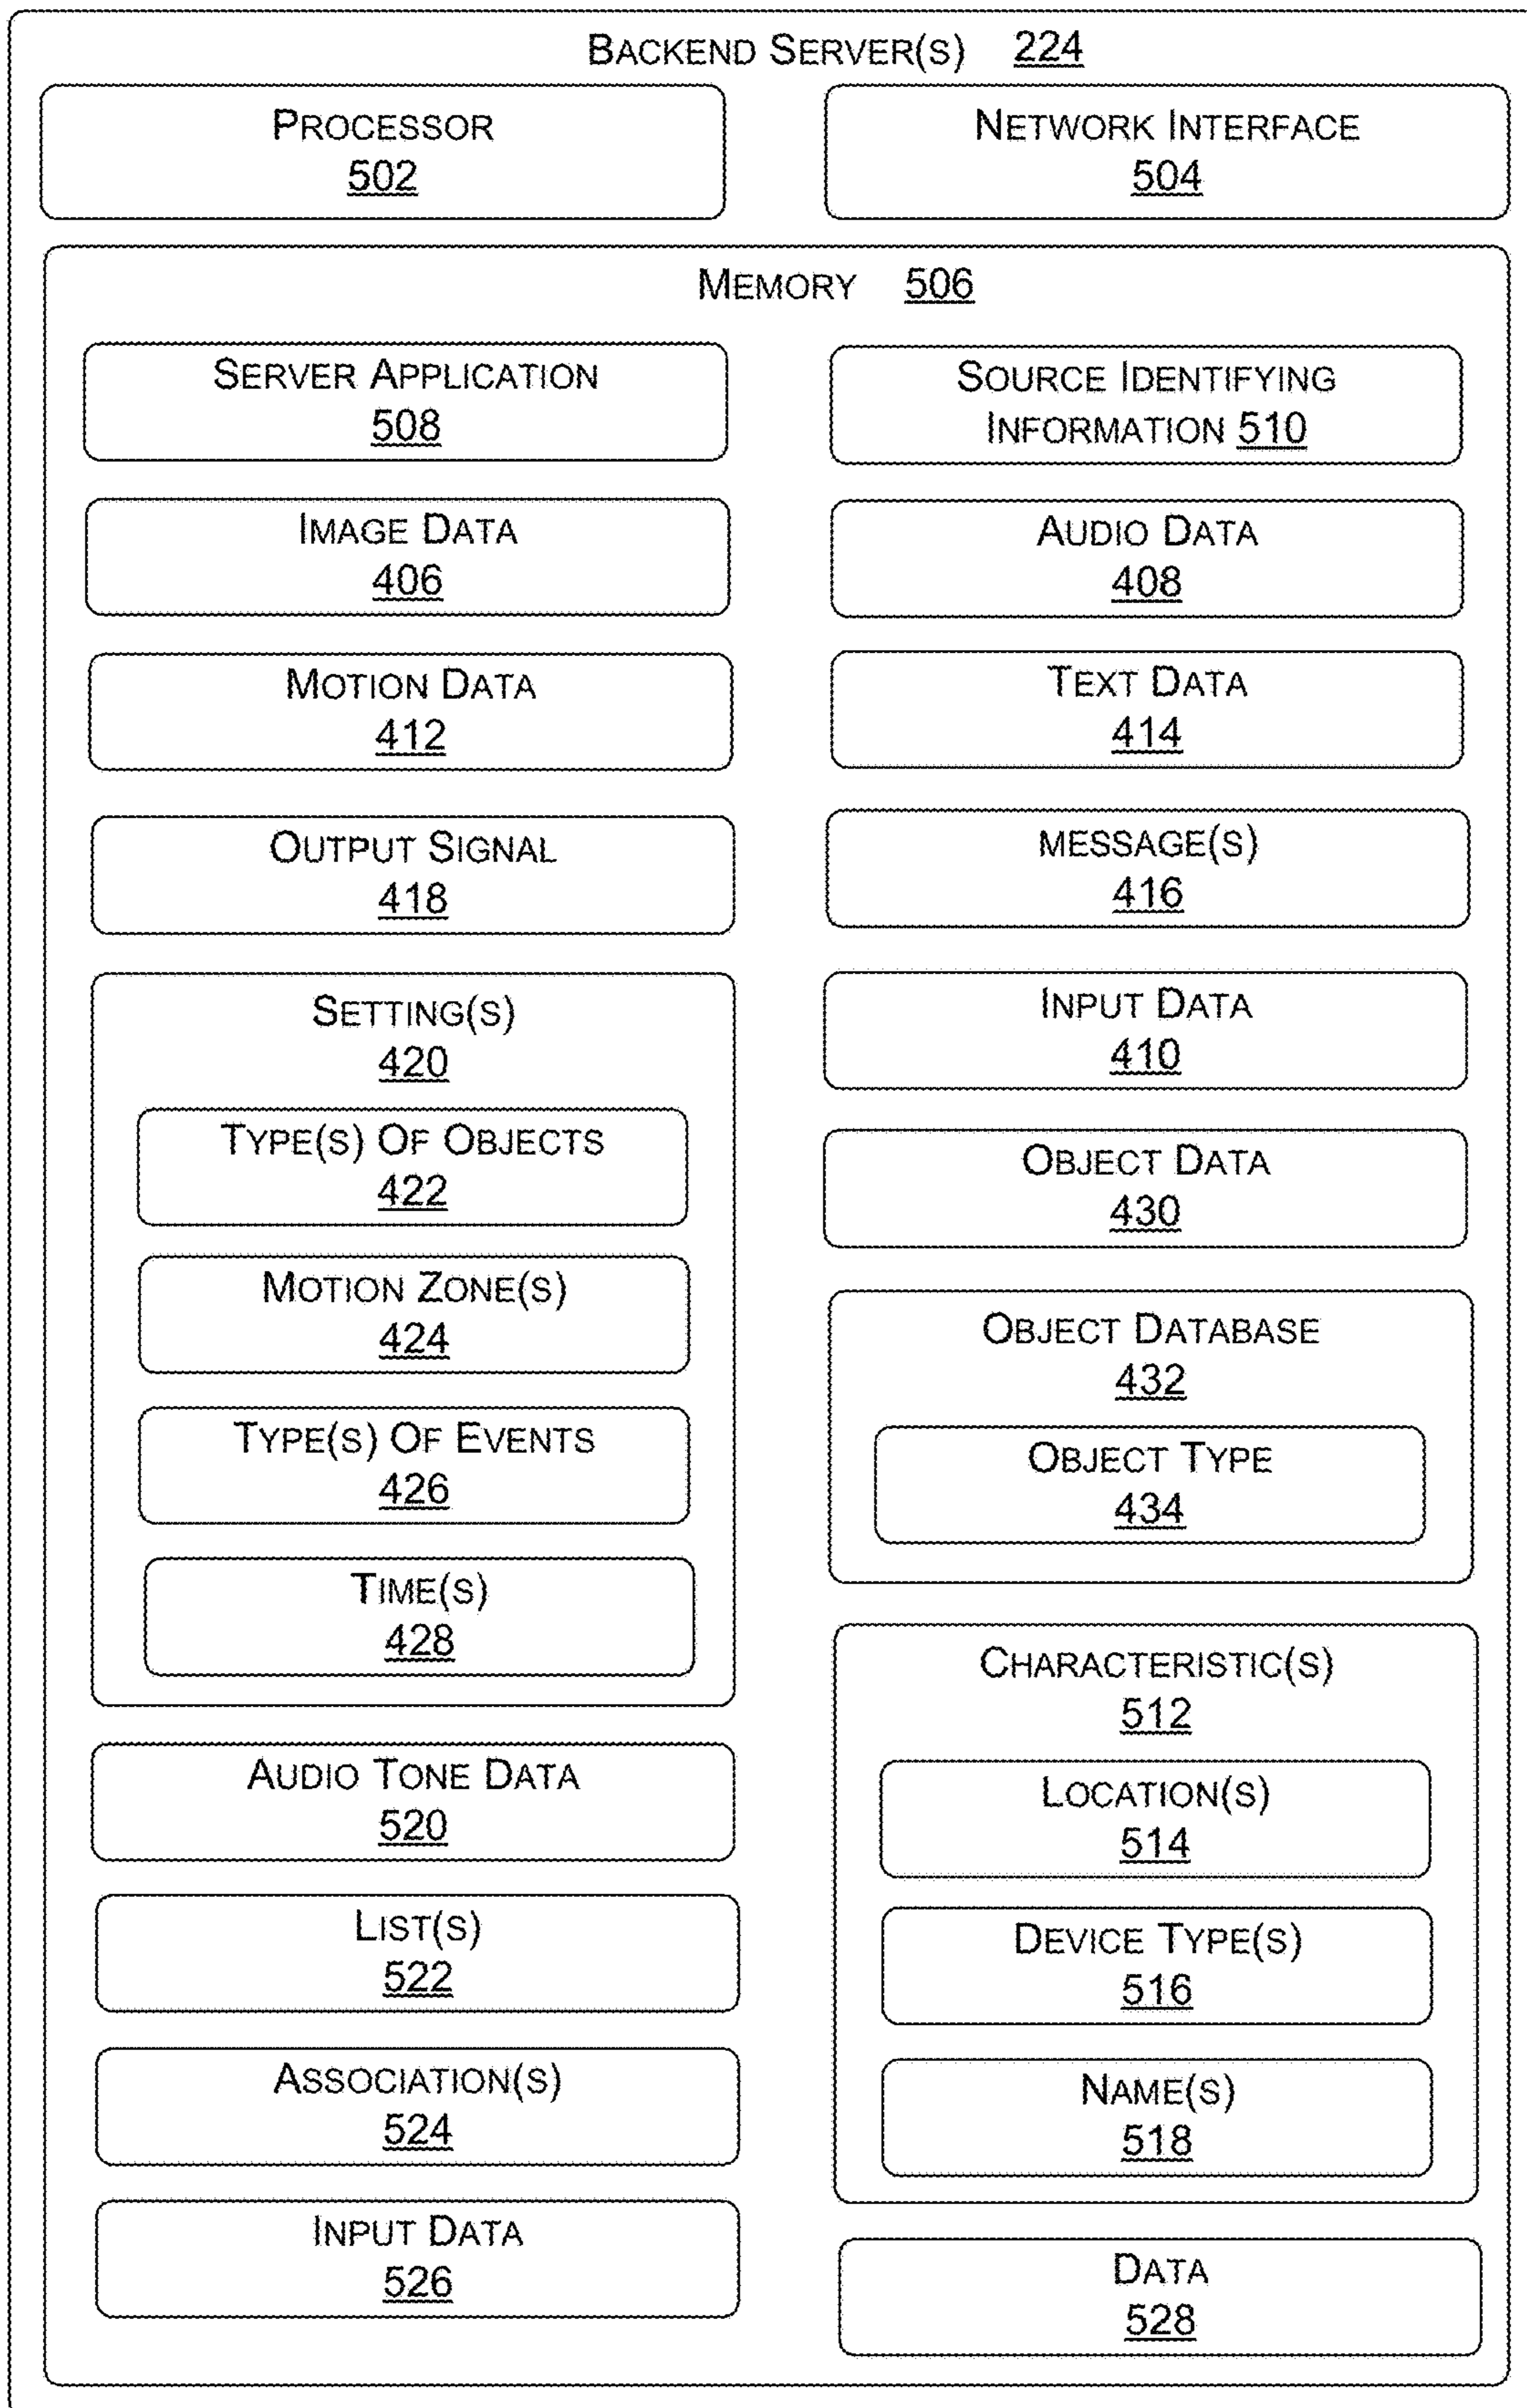 BACKEND SERVER(S) 224
PROCESSOR
502
NETWORK INTERFACE
504
MEMORY 506
SERVER APPLICATION
508
SOURCE IDENTIFYING
INFORMATION 510
IMAGE DATA
406
AUDIO DATA
408
MOTION DATA
412
TEXT DATA
414
OUTPUT SIGNAL
418
MESSAGE(S)
416
SETTING(S)
420
TYPE(S) OF OBJECTS
422
MOTION ZONE(S)
424
TYPE(S) OF EVENTS
426
TIME(S)
428
INPUT DATA
410
OBJECT DATA
430
OBJECT DATABASE
432
OBJECT TYPE
434
CHARACTERISTIC(S)
512
LOCATION(S)
514
DEVICE TYPE(S)
516
NAME(S)
518
AUDIO TONE DATA
520
LIST(S)
522
ASSOCIATION(S)
524
INPUT DATA
526
DATA
528